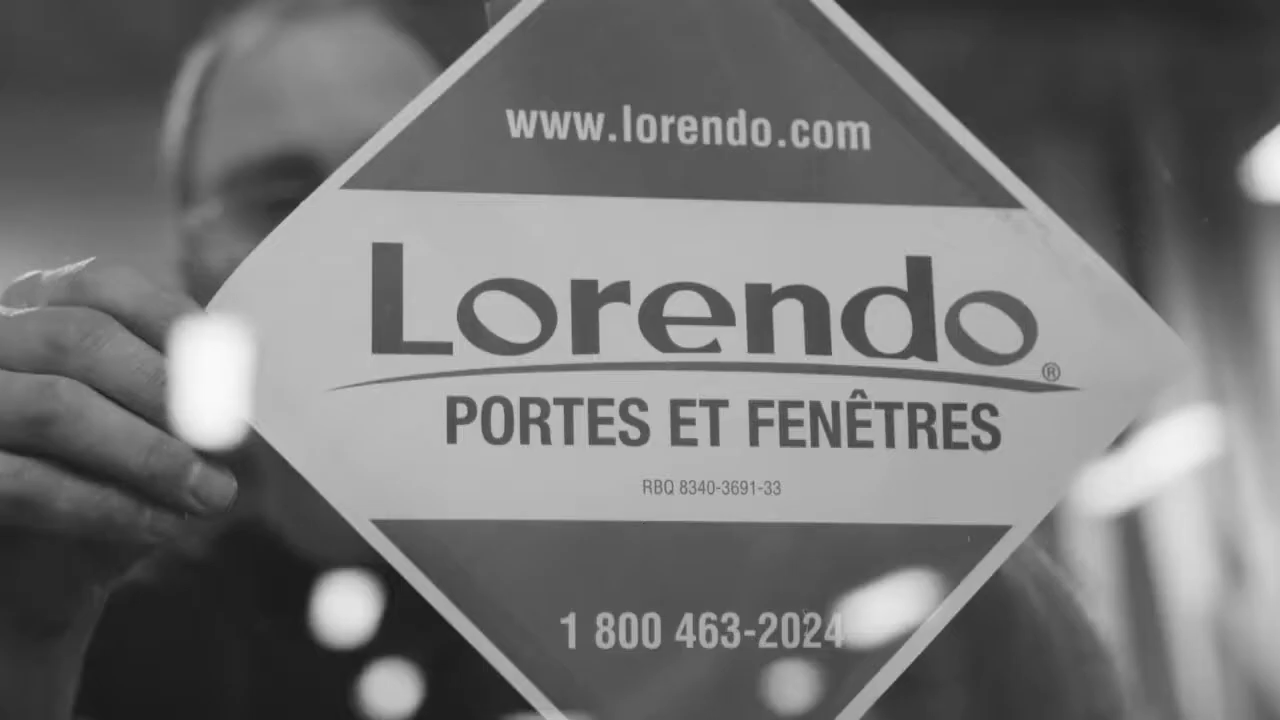 www.lorendo.com
Lorendo®
PORTES ET FENÊTRES
RBQ 8340-3691-33
1 800 463-2024